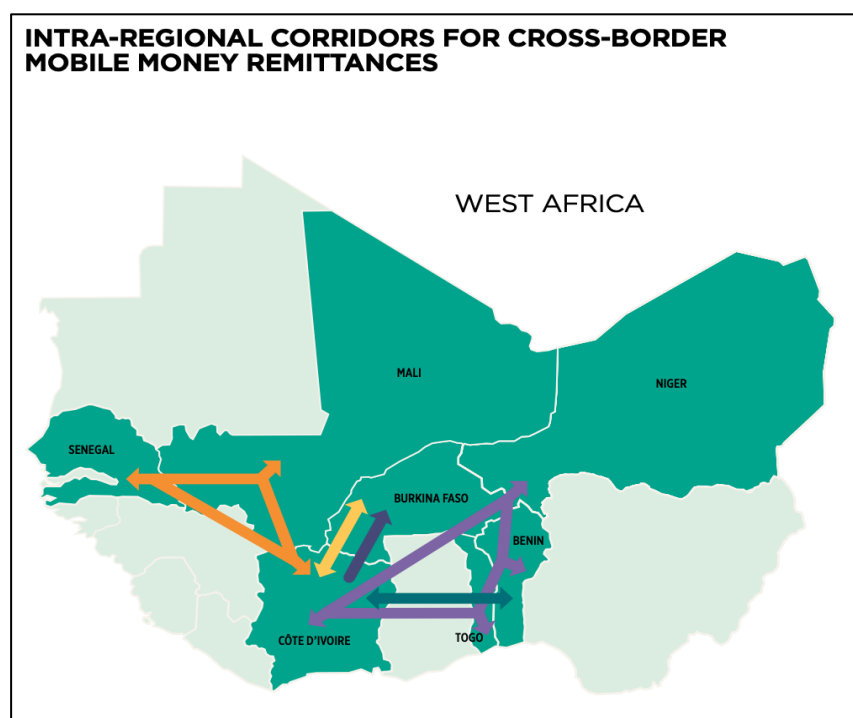 INTRA-REGIONAL CORRIDORS FOR CROSS-BORDER
MOBILE MONEY REMITTANCES
WEST AFRICA
MALI
NIGER
SENEGAL
BURKINA FASO
BENIN
CÔTE D'IVOIRE
TOGO